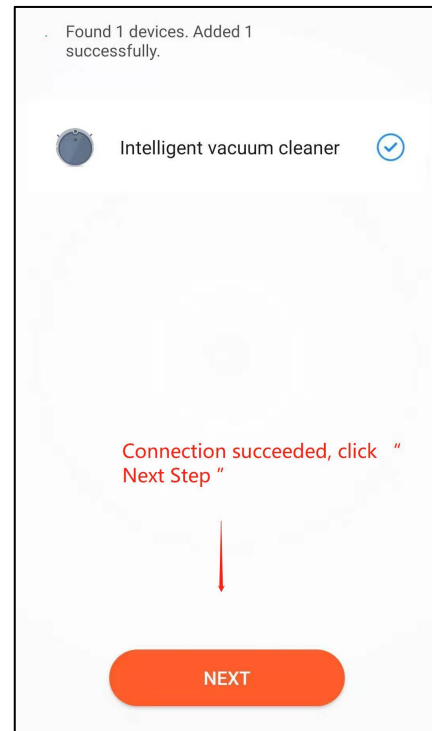 . Found 1 devices. Added 1
successfully.
Intelligent vacuum cleaner
Connection succeeded, click “
Next Step ”
NEXT